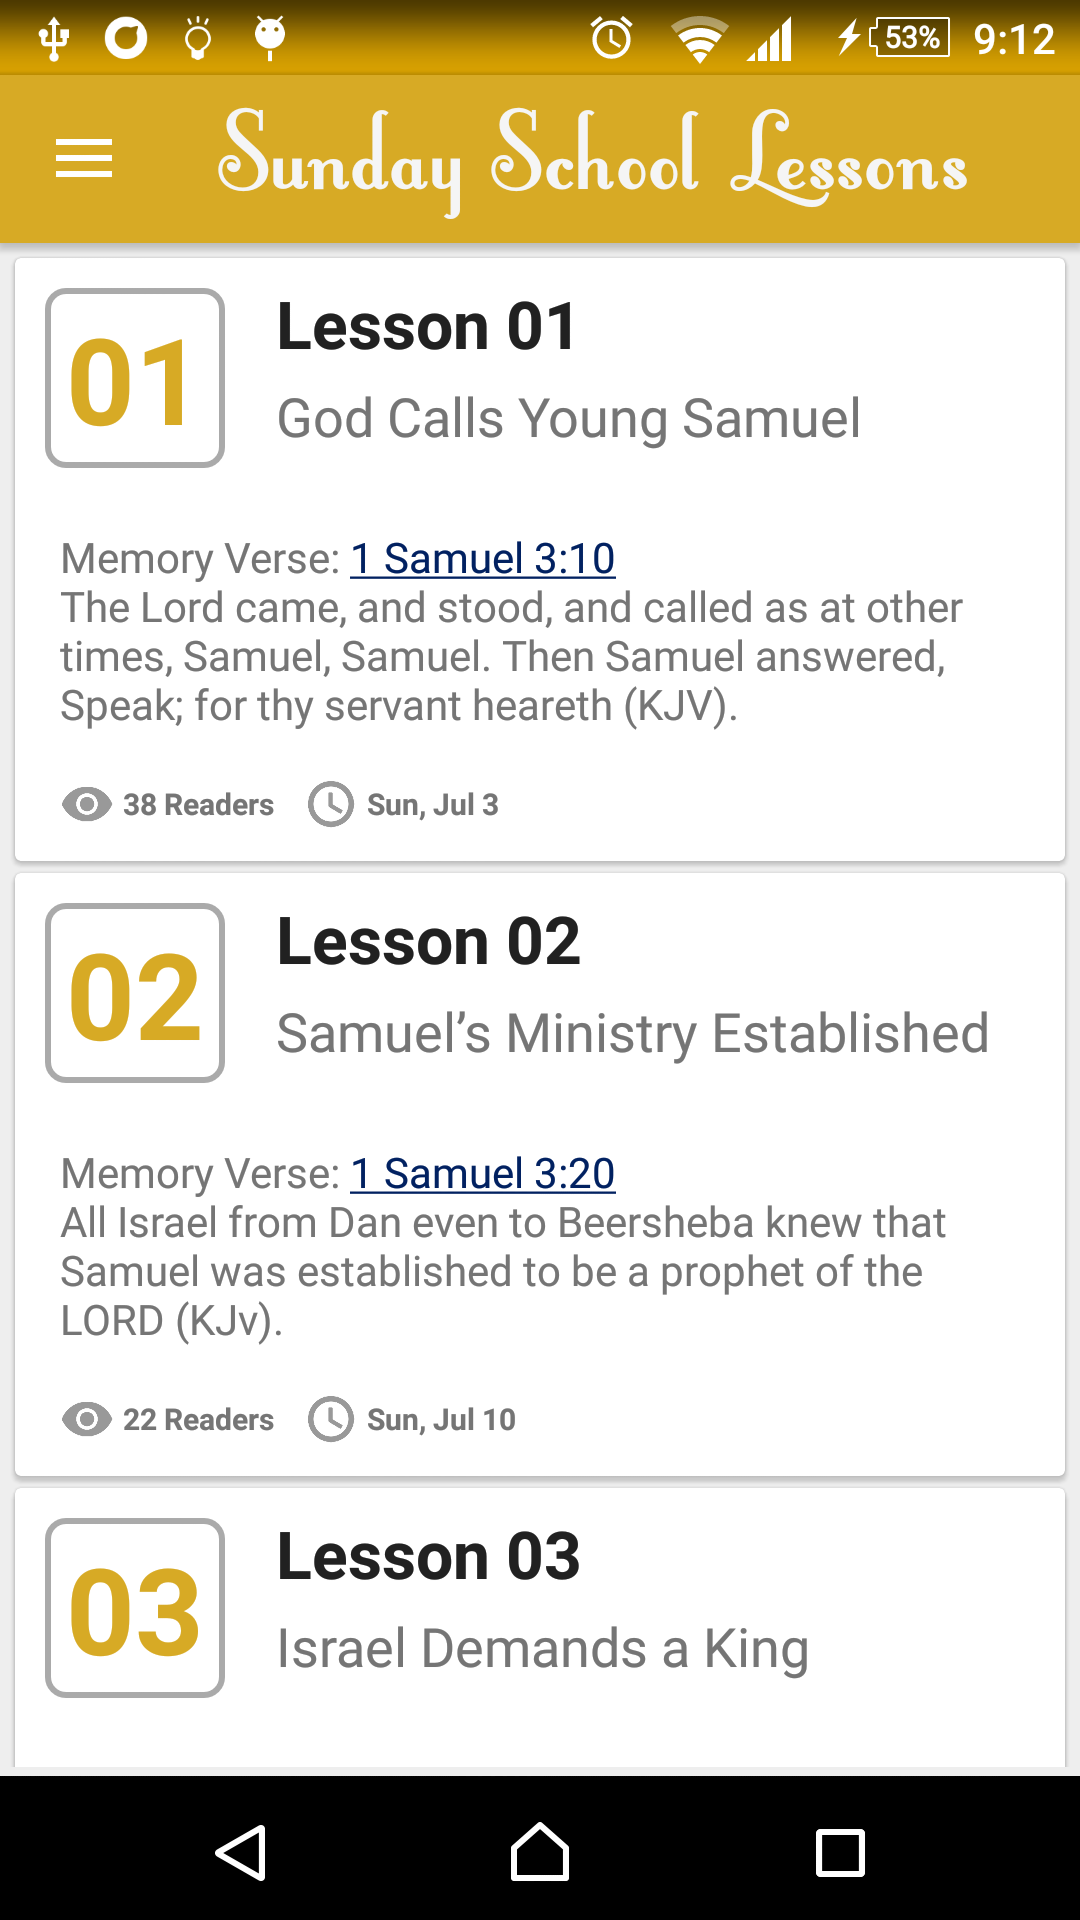 53% 9:12
Sunday School Lessons
01
Lesson 01
God Calls Young Samuel
Memory Verse: 1 Samuel 3:10
The Lord came, and stood, and called as at other
times, Samuel, Samuel. Then Samuel answered,
Speak; for thy servant heareth (KJV).
38 Readers Sun, Jul 3
02
Lesson 02
Samuel’s Ministry Established
Memory Verse: 1 Samuel 3:20
All Israel from Dan even to Beersheba knew that
Samuel was established to be a prophet of the
LORD (KJv).
22 Readers Sun, Jul 10
03
Lesson 03
Israel Demands a King